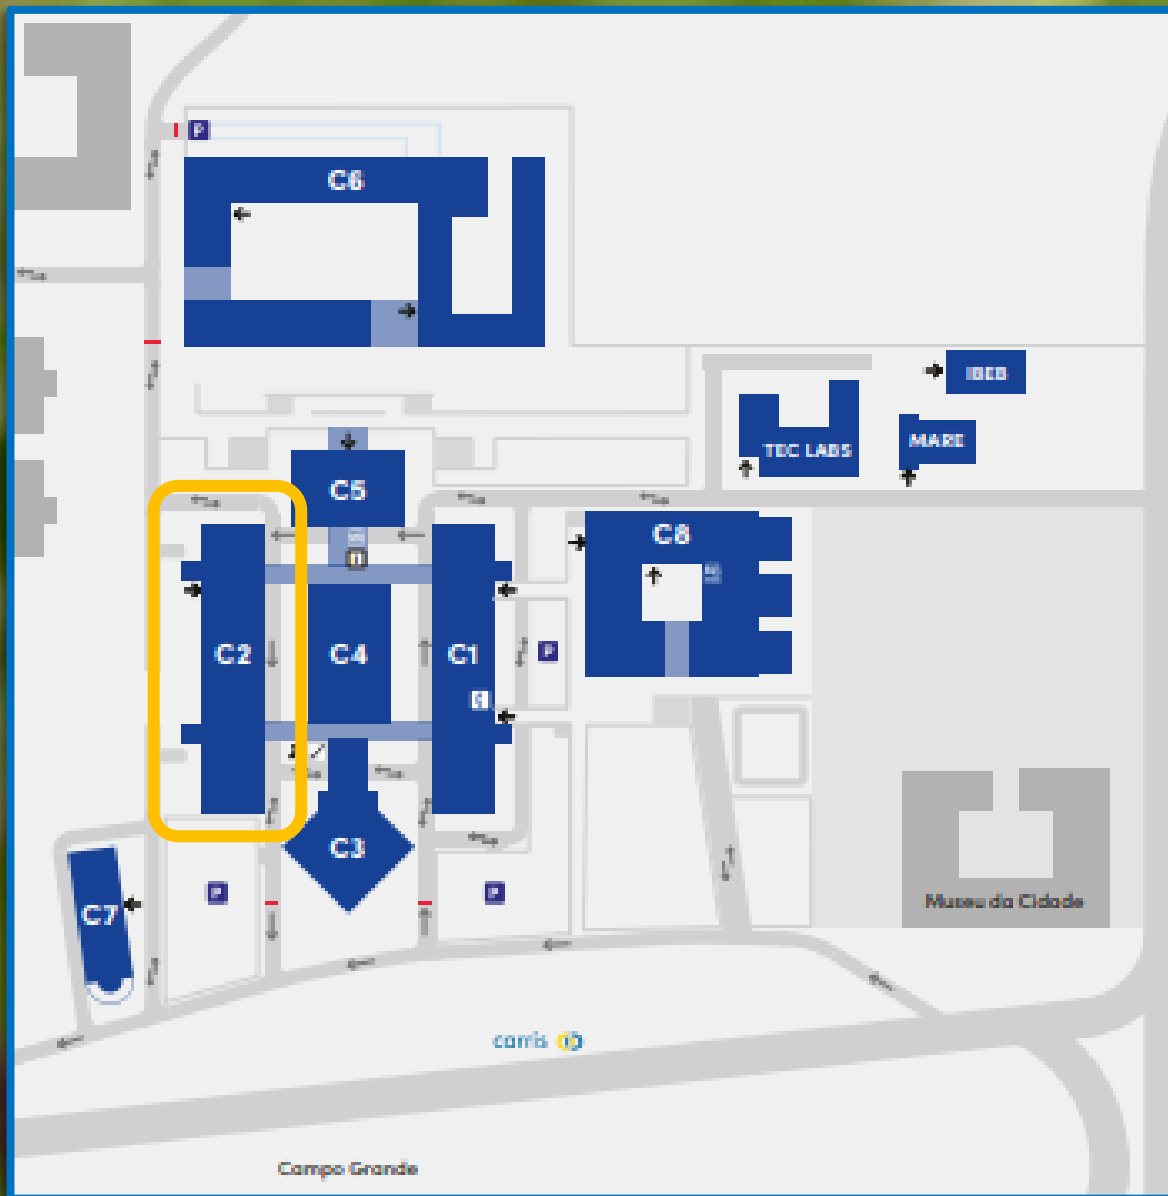 P
C6
IBEB
MARE
TEC LABS
C5
C8
C2
C4
C1
P
C3
P
P
C7
Museu da Cidade
carris
Campo Grande